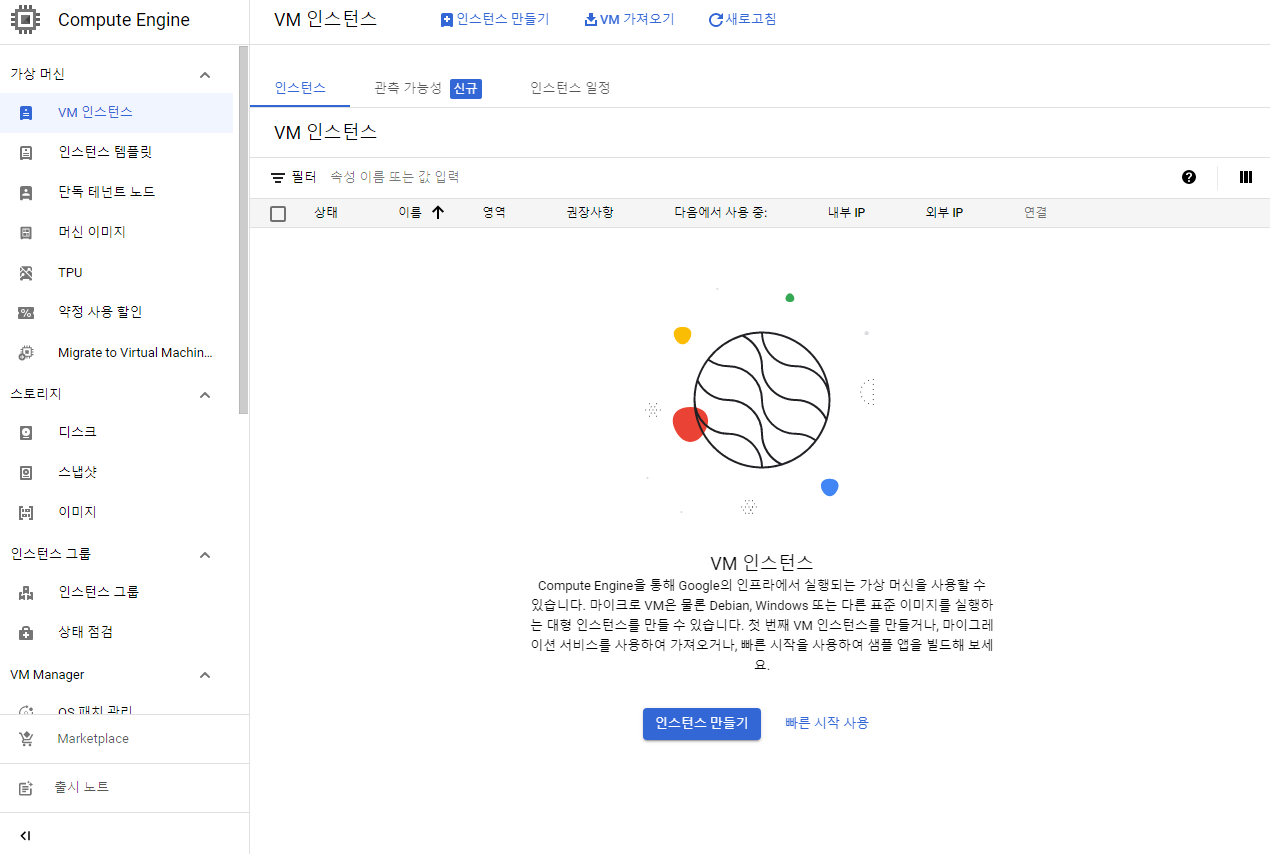 Compute Engine
VM 인스턴스
인스턴스 만들기
VM 가져오기
새로고침
가상 머신
VM 인스턴스
인스턴스 템플릿
단독 테넌트 노드
머신 이미지
TPU
약정 사용 할인
Migrate to Virtual Machin...
스토리지
디스크
스냅샷
이미지
인스턴스 그룹
인스턴스 그룹
상태 점검
VM Manager
OS 패치 관리
Marketplace
출시 노트
인스턴스
관측 가능성 신규
인스턴스 일정
VM 인스턴스
필터 속성 이름 또는 값 입력
상태 이름 영역 권장사항 다음에서 사용 중: 내부 IP 외부 IP 연결
VM 인스턴스
Compute Engine을 통해 Google의 인프라에서 실행되는 가상 머신을 사용할 수
있습니다. 마이크로 VM은 물론 Debian, Windows 또는 다른 표준 이미지를 실행하
는 대형 인스턴스를 만들 수 있습니다. 첫 번째 VM 인스턴스를 만들거나, 마이그레
이션 서비스를 사용하여 가져오거나, 빠른 시작을 사용하여 샘플 앱을 빌드해 보세
요.
인스턴스 만들기
빠른 시작 사용